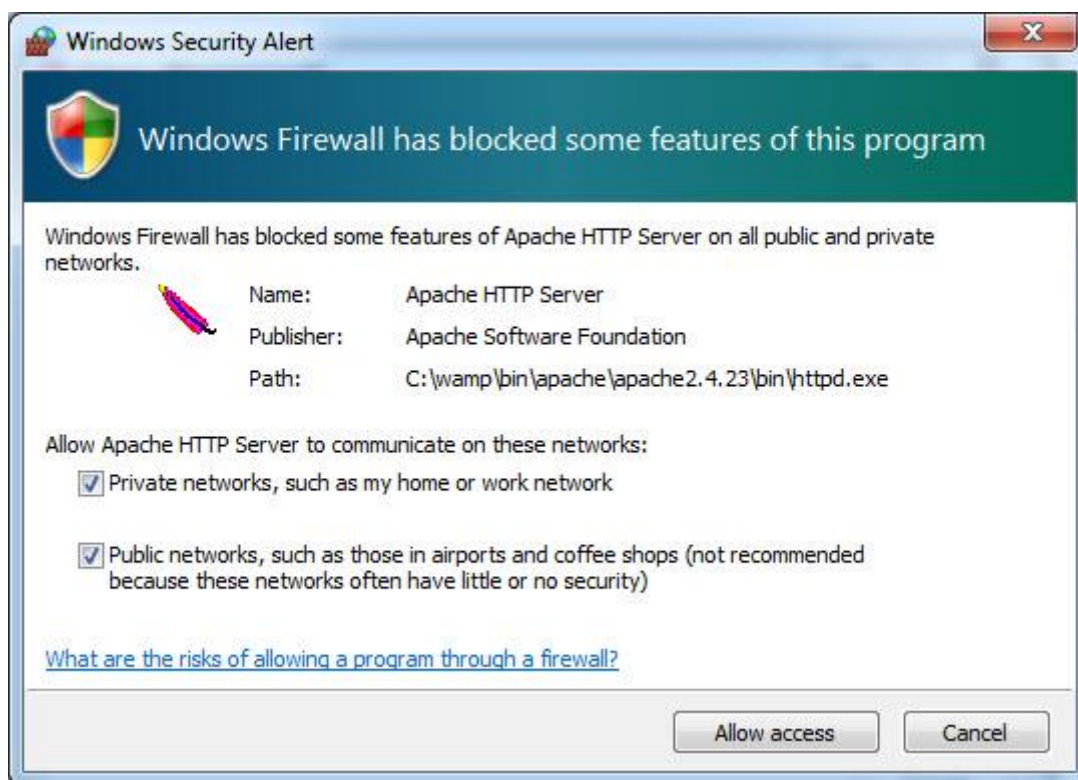 Windows Security Alert
Windows Firewall has blocked some features of this program
Windows Firewall has blocked some features of Apache HTTP Server on all public and private
networks.
Name: Apache HTTP Server
Publisher: Apache Software Foundation
Path: C:\wamp\bin\apache\apache2.4.23\bin\httpd.exe
Allow Apache HTTP Server to communicate on these networks:
Private networks, such as my home or work network
Public networks, such as those in airports and coffee shops (not recommended
because these networks often have little or no security)
What are the risks of allowing a program through a firewall?
Allow access Cancel